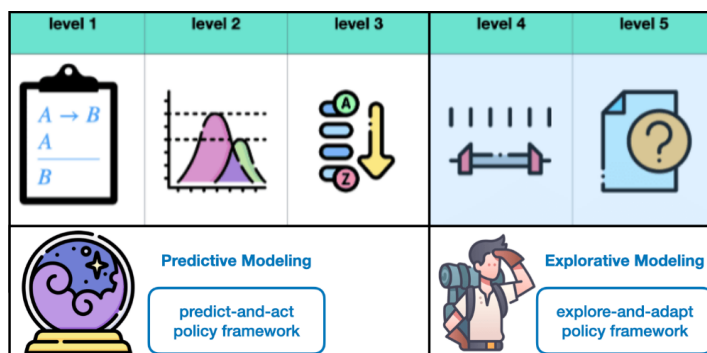 level 1
level 2
level 3
level 4
level 5
A → B
A
B
A
Z
?
Predictive Modeling
predict-and-act
policy framework
Explorative Modeling
explore-and-adapt
policy framework